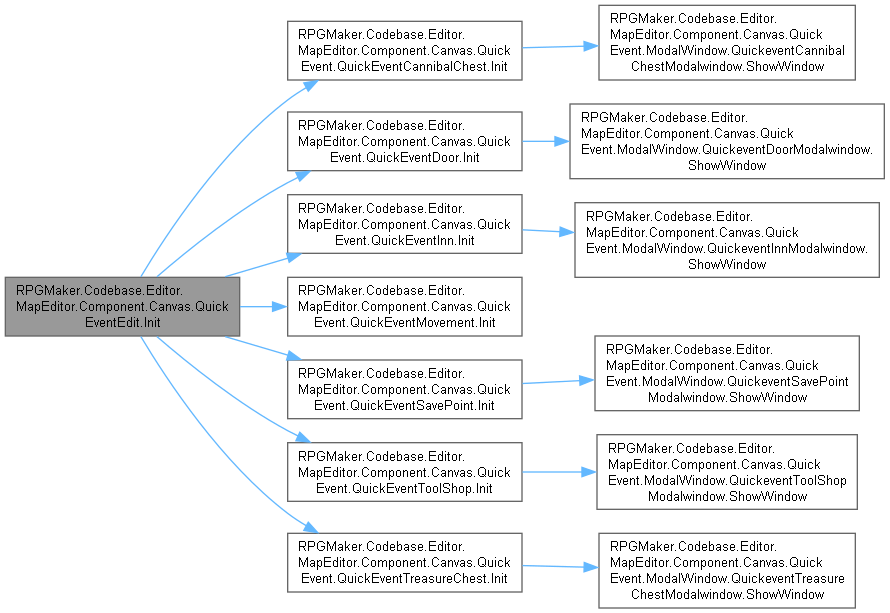 RPGMaker.Codebase.Editor.
MapEditor.Component.Canvas.Quick
EventEdit.Init
RPGMaker.Codebase.Editor.
MapEditor.Component.Canvas.Quick
Event.QuickEventCannibalChest.Init
RPGMaker.Codebase.Editor.
MapEditor.Component.Canvas.Quick
Event.ModalWindow.QuickeventCannibal
ChestModalwindow.ShowWindow
RPGMaker.Codebase.Editor.
MapEditor.Component.Canvas.Quick
Event.QuickEventDoor.Init
RPGMaker.Codebase.Editor.
MapEditor.Component.Canvas.Quick
Event.ModalWindow.QuickeventDoorModalwindow.
ShowWindow
RPGMaker.Codebase.Editor.
MapEditor.Component.Canvas.Quick
Event.QuickEventInn.Init
RPGMaker.Codebase.Editor.
MapEditor.Component.Canvas.Quick
Event.ModalWindow.QuickeventInnModalwindow.
ShowWindow
RPGMaker.Codebase.Editor.
MapEditor.Component.Canvas.Quick
Event.QuickEventMovement.Init
RPGMaker.Codebase.Editor.
MapEditor.Component.Canvas.Quick
Event.QuickEventSavePoint.Init
RPGMaker.Codebase.Editor.
MapEditor.Component.Canvas.Quick
Event.ModalWindow.QuickeventSavePoint
Modalwindow.ShowWindow
RPGMaker.Codebase.Editor.
MapEditor.Component.Canvas.Quick
Event.QuickEventToolShop.Init
RPGMaker.Codebase.Editor.
MapEditor.Component.Canvas.Quick
Event.ModalWindow.QuickeventToolShop
Modalwindow.ShowWindow
RPGMaker.Codebase.Editor.
MapEditor.Component.Canvas.Quick
Event.QuickEventTreasureChest.Init
RPGMaker.Codebase.Editor.
MapEditor.Component.Canvas.Quick
Event.ModalWindow.QuickeventTreasure
ChestModalwindow.ShowWindow